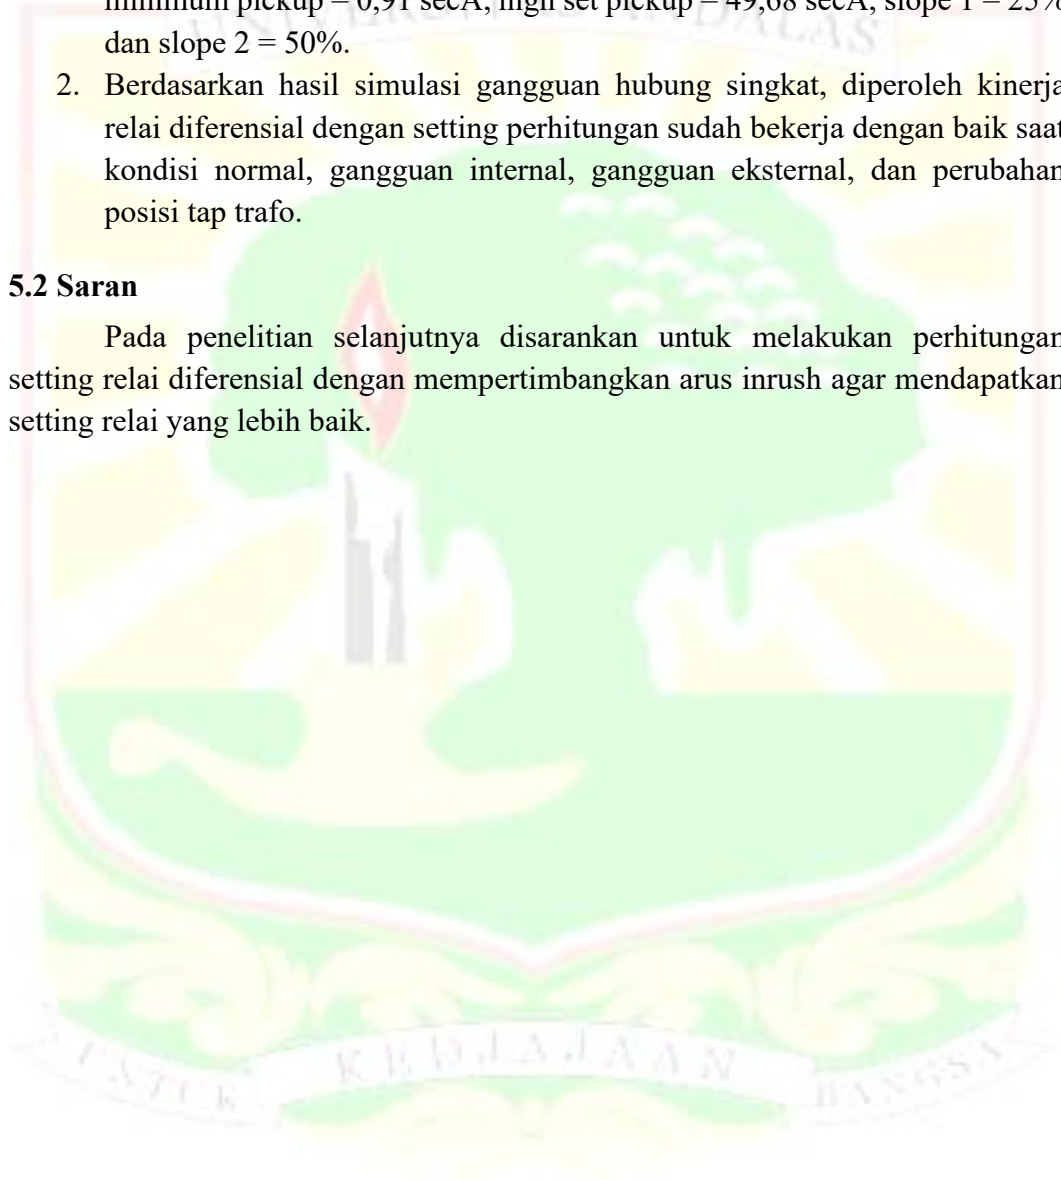 minimum pickup = 0,91 secA, high set pickup = 49,68 secA, slope 1 = 25%
dan slope 2 = 50%.
2. Berdasarkan hasil simulasi gangguan hubung singkat, diperoleh kinerja
relai diferensial dengan setting perhitungan sudah bekerja dengan baik saat
kondisi normal, gangguan internal, gangguan eksternal, dan perubahan
posisi tap trafo.
5.2 Saran
Pada penelitian selanjutnya disarankan untuk melakukan perhitungan
setting relai diferensial dengan mempertimbangkan arus inrush agar mendapatkan
setting relai yang lebih baik.
UNTUK KEDJAJAAN BANGSA